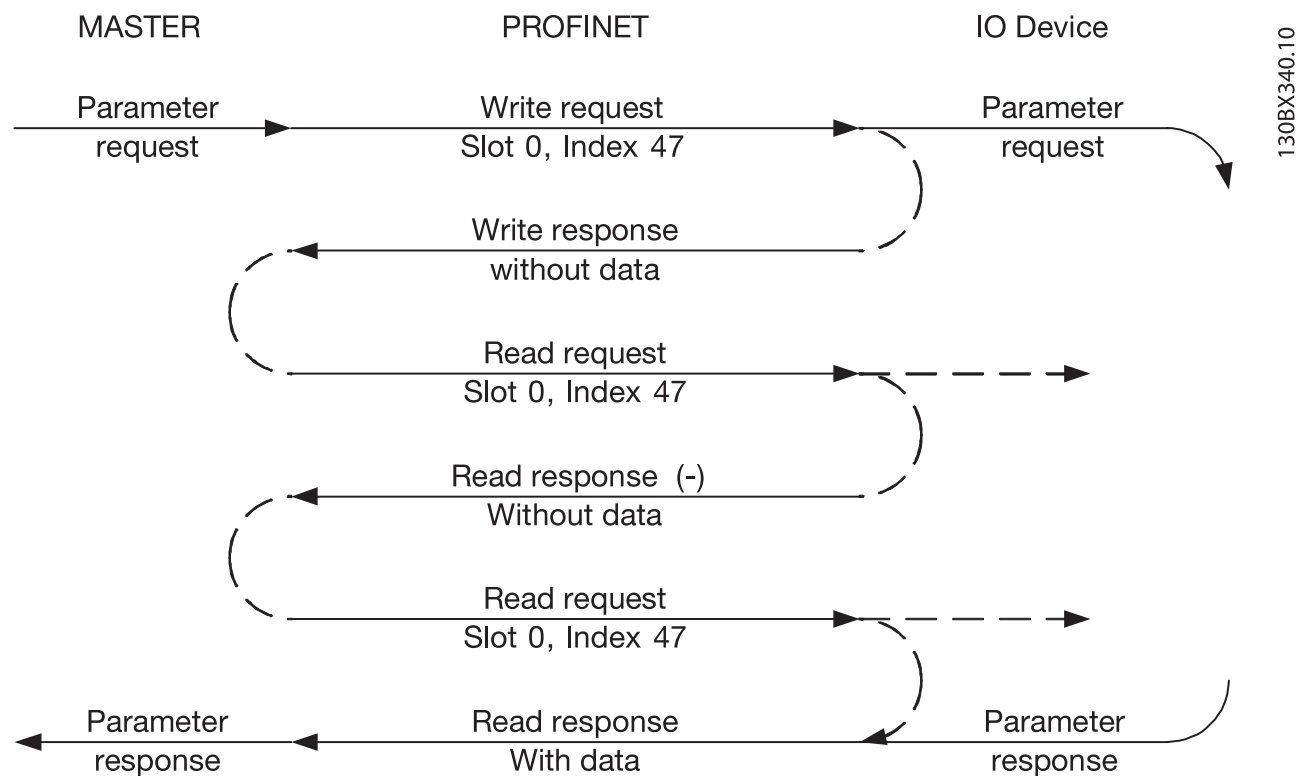 MASTER PROFINET IO Device
130BX340.10
Parameter Write request Parameter
request Slot 0, Index 47 request
Write response
without data
Read request
Slot 0, Index 47
Read response (-)
Without data
Read request
Slot 0, Index 47
Parameter Read response Parameter
response With data response